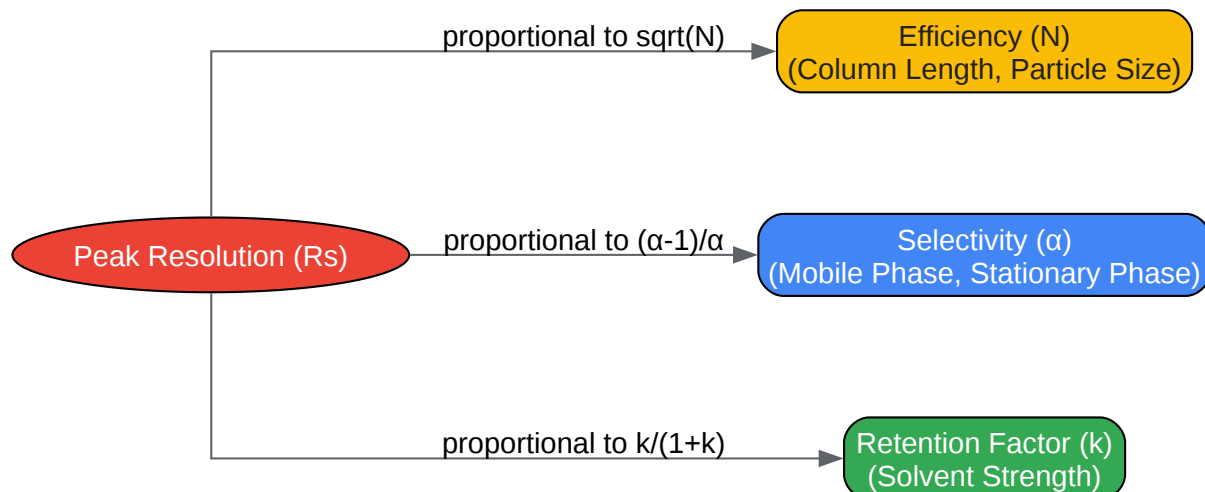 proportional to sqrt(N)
Efficiency (N)
(Column Length, Particle Size)
Peak Resolution (Rs)
proportional to (α-1)/α
Selectivity (α)
(Mobile Phase, Stationary Phase)
proportional to k/(1+k)
Retention Factor (k)
(Solvent Strength)